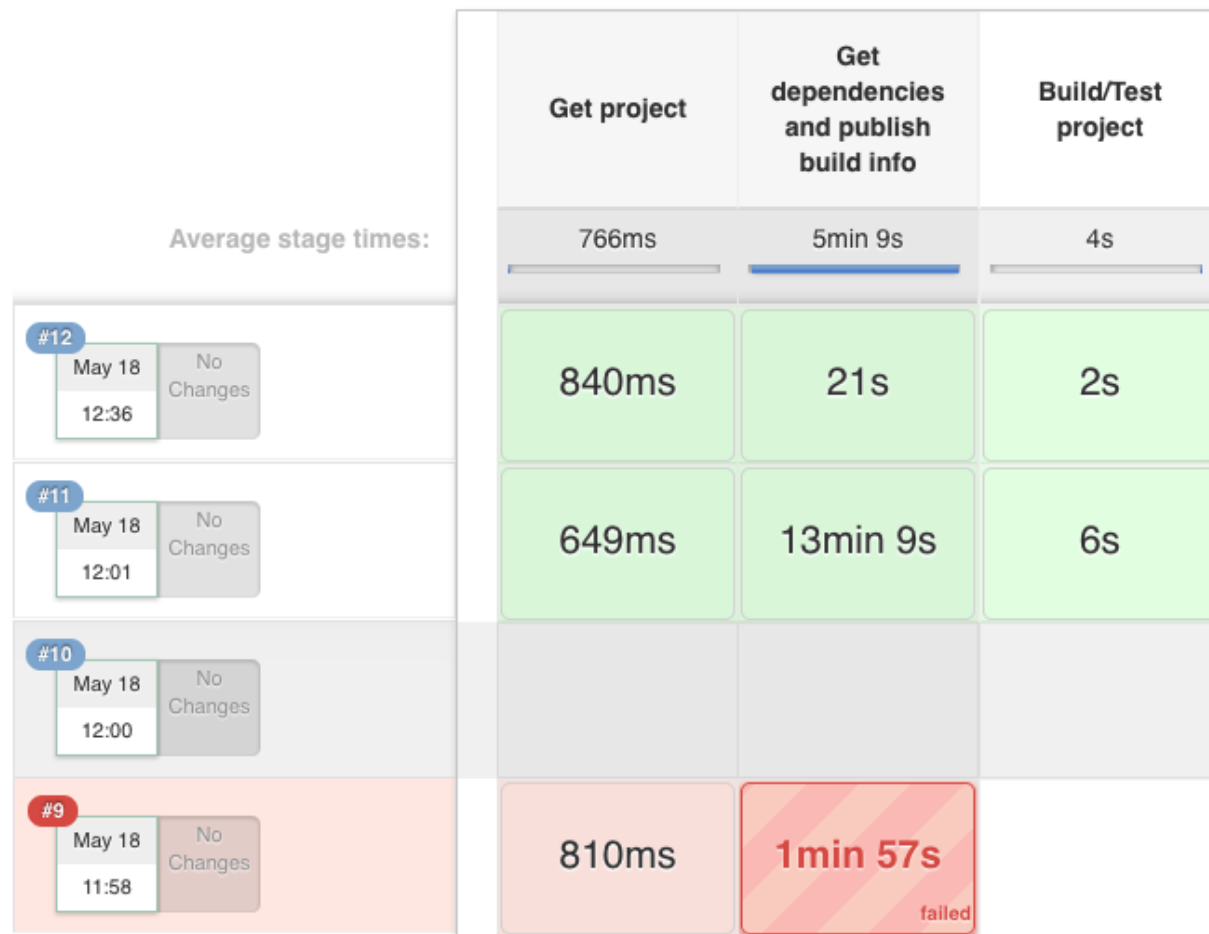 Get project
Get
dependencies
and publish
build info
Build/Test
project
Average stage times:
766ms
5min 9s
4s
#12
May 18
12:36
No
Changes
840ms
21s
2s
#11
May 18
12:01
No
Changes
649ms
13min 9s
6s
#10
May 18
12:00
No
Changes
#9
May 18
11:58
No
Changes
810ms
1min 57s
failed